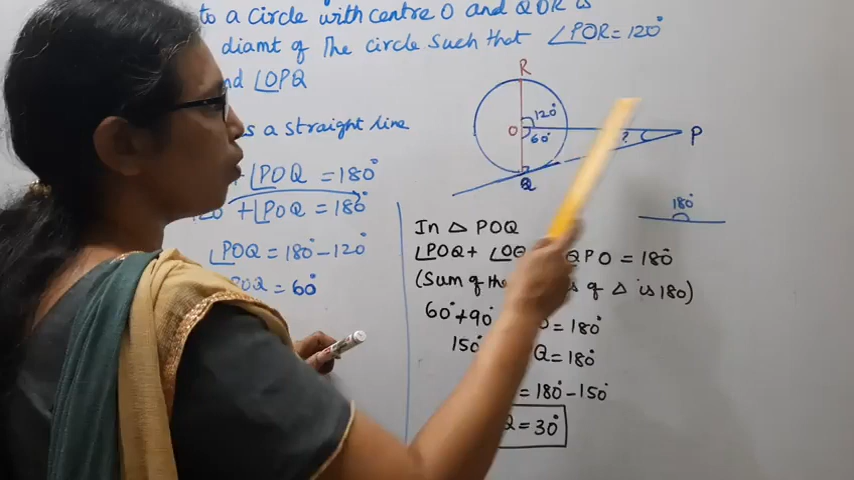 to a circle with centre O and QOR is
diamt of The circle such that ∠POR = 120°
nd ∠OPQ
s a straight line
+ ∠POQ = 180°
120° + ∠POQ = 180°
∠POQ = 180° - 120°
POQ = 60°
R
120°
O
60°
?
P
Q
180°
In △ POQ
∠POQ + ∠OQ QPO = 180°
(Sum of the s of △ is 180)
60° + 90° = 180°
150° Q = 180°
= 180° - 150°
Q = 30°